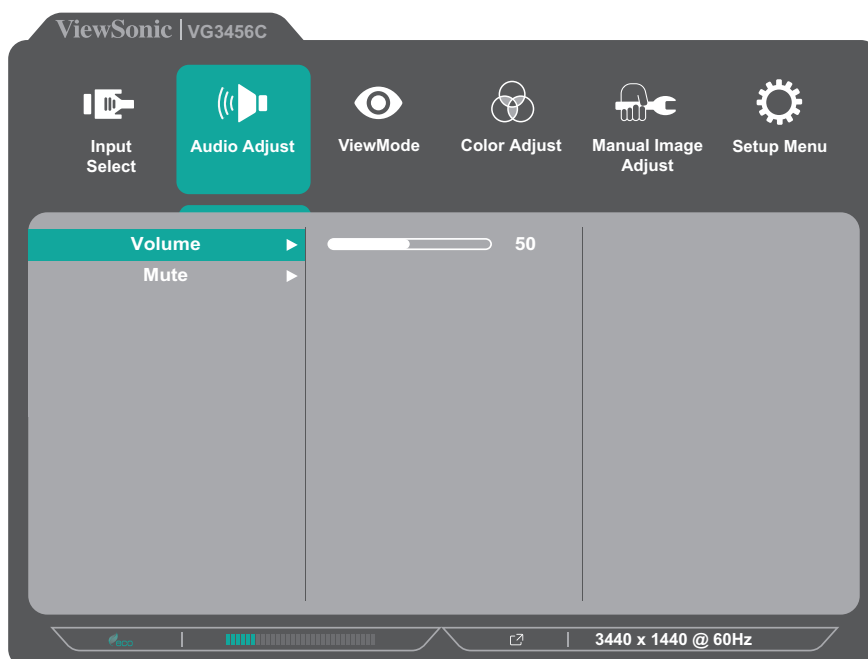 ViewSonic | VG3456C
Input Select
Audio Adjust
ViewMode
Color Adjust
Manual Image Adjust
Setup Menu
Volume
50
Mute
eco
3440 x 1440 @ 60Hz